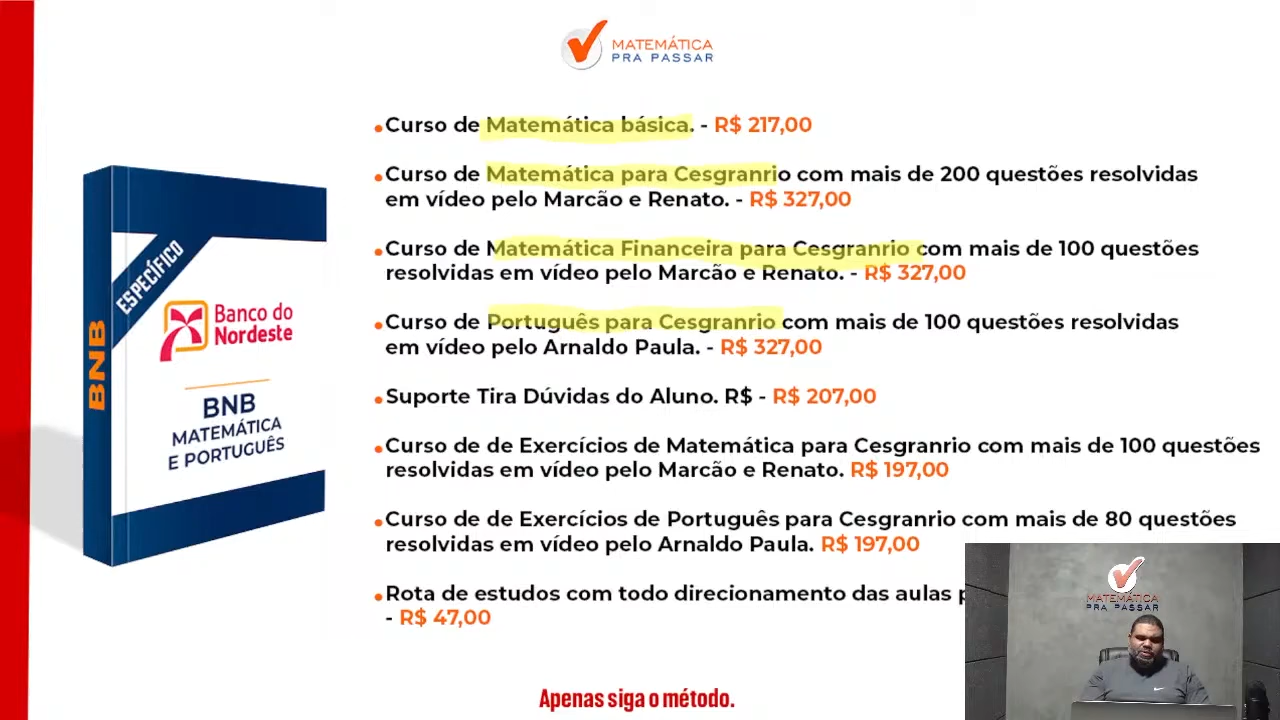 MATEMÁTICA
PRA PASSAR
Curso de Matemática básica. - R$ 217,00
Curso de Matemática para Cesgranrio com mais de 200 questões resolvidas
em vídeo pelo Marcão e Renato. - R$ 327,00
Curso de Matemática Financeira para Cesgranrio com mais de 100 questões
resolvidas em vídeo pelo Marcão e Renato. - R$ 327,00
Curso de Português para Cesgranrio com mais de 100 questões resolvidas
em vídeo pelo Arnaldo Paula. - R$ 327,00
Suporte Tira Dúvidas do Aluno. R$ - R$ 207,00
Curso de de Exercícios de Matemática para Cesgranrio com mais de 100 questões
resolvidas em vídeo pelo Marcão e Renato. R$ 197,00
Curso de de Exercícios de Português para Cesgranrio com mais de 80 questões
resolvidas em vídeo pelo Arnaldo Paula. R$ 197,00
Rota de estudos com todo direcionamento das aulas
- R$ 47,00
ESPECÍFICO
Banco do
Nordeste
BNB
BNB
MATEMÁTICA
E PORTUGUÊS
MATEMÁTICA
PRA PASSAR
Apenas siga o método.